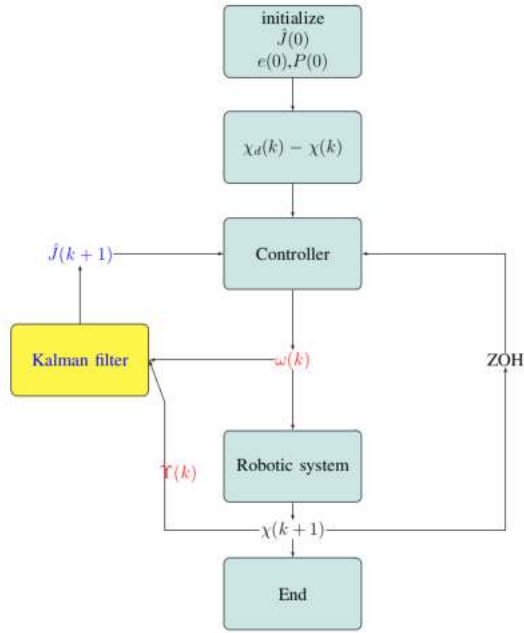 initialize
Ĵ(0)
e(0),P(0)
χ_d(k) − χ(k)
Ĵ(k+1)
Controller
Kalman filter
ω(k)
ZOH
Robotic system
Υ(k)
χ(k+1)
End